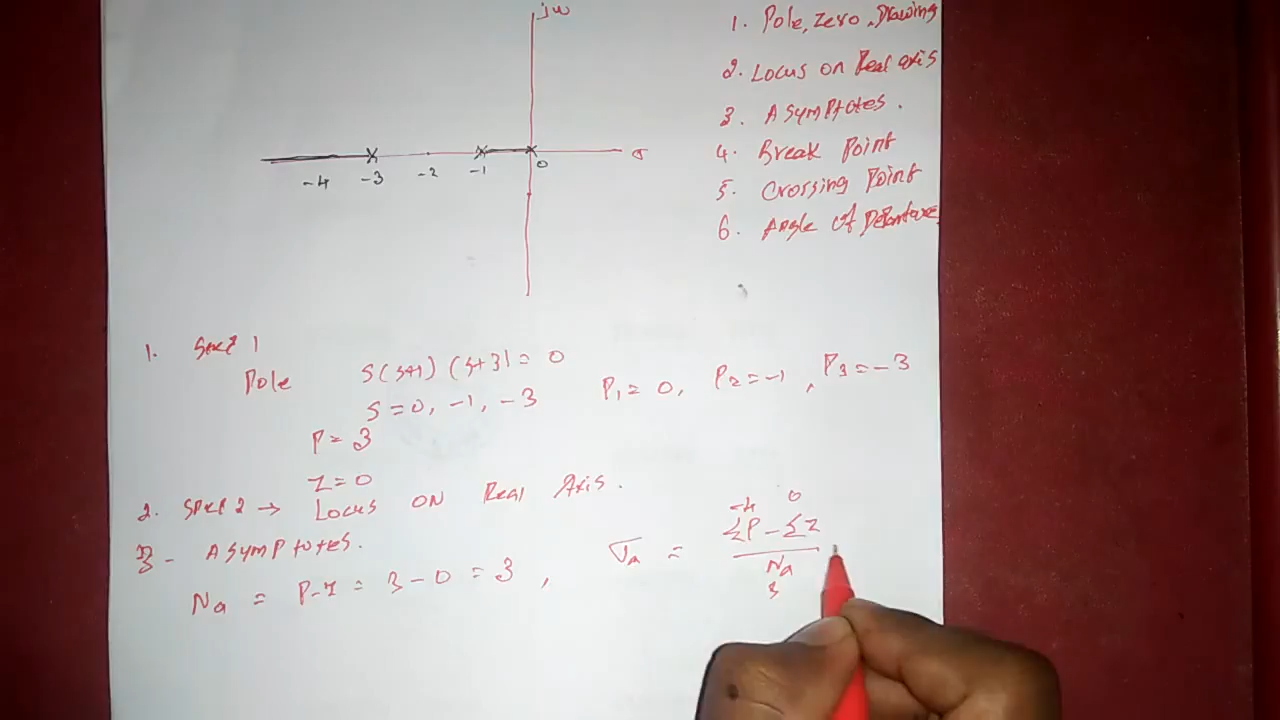 jω
σ
-4 -3 -2 -1 0
1. Pole, Zero, Drawing
2. Locus on Real axis
3. Asymptotes.
4. Break Point
5. Crossing Point
6. Angle of
1. 1
Pole S(S+1) (S+3) = 0
S = 0, -1, -3 P₁ = 0, P₂ = -1, P₃ = -3
P = 3
Z = 0
2. 2 → Locus ON Real Axis.
3 - Asymptotes.
-4 0
Na = P-Z = 3 - 0 = 3, σₐ = ΣP - ΣZ
Na
3